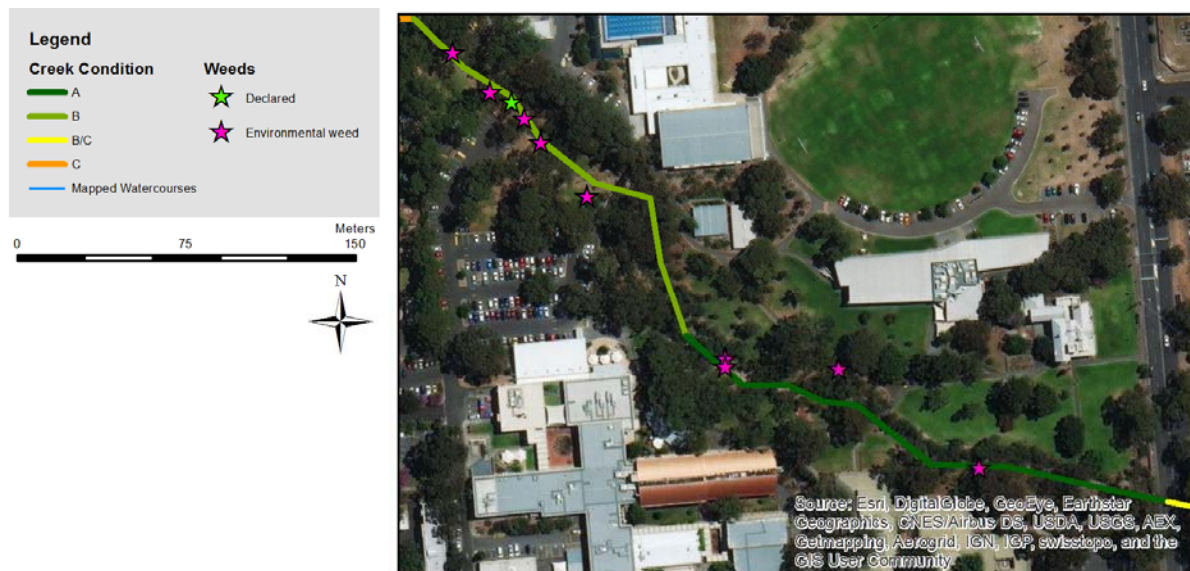 Legend
Creek Condition
A
B
B/C
C
Mapped Watercourses
Weeds
Declared
Environmental weed
Meters
0 75 150
N
Source: Esri, DigitalGlobe, GeoEye, Earthstar
Geographics, CNES/Airbus DS, USDA, USGS, AEX,
Getmapping, Aerogrid, IGN, IGP, swisstopo, and the
GIS User Community